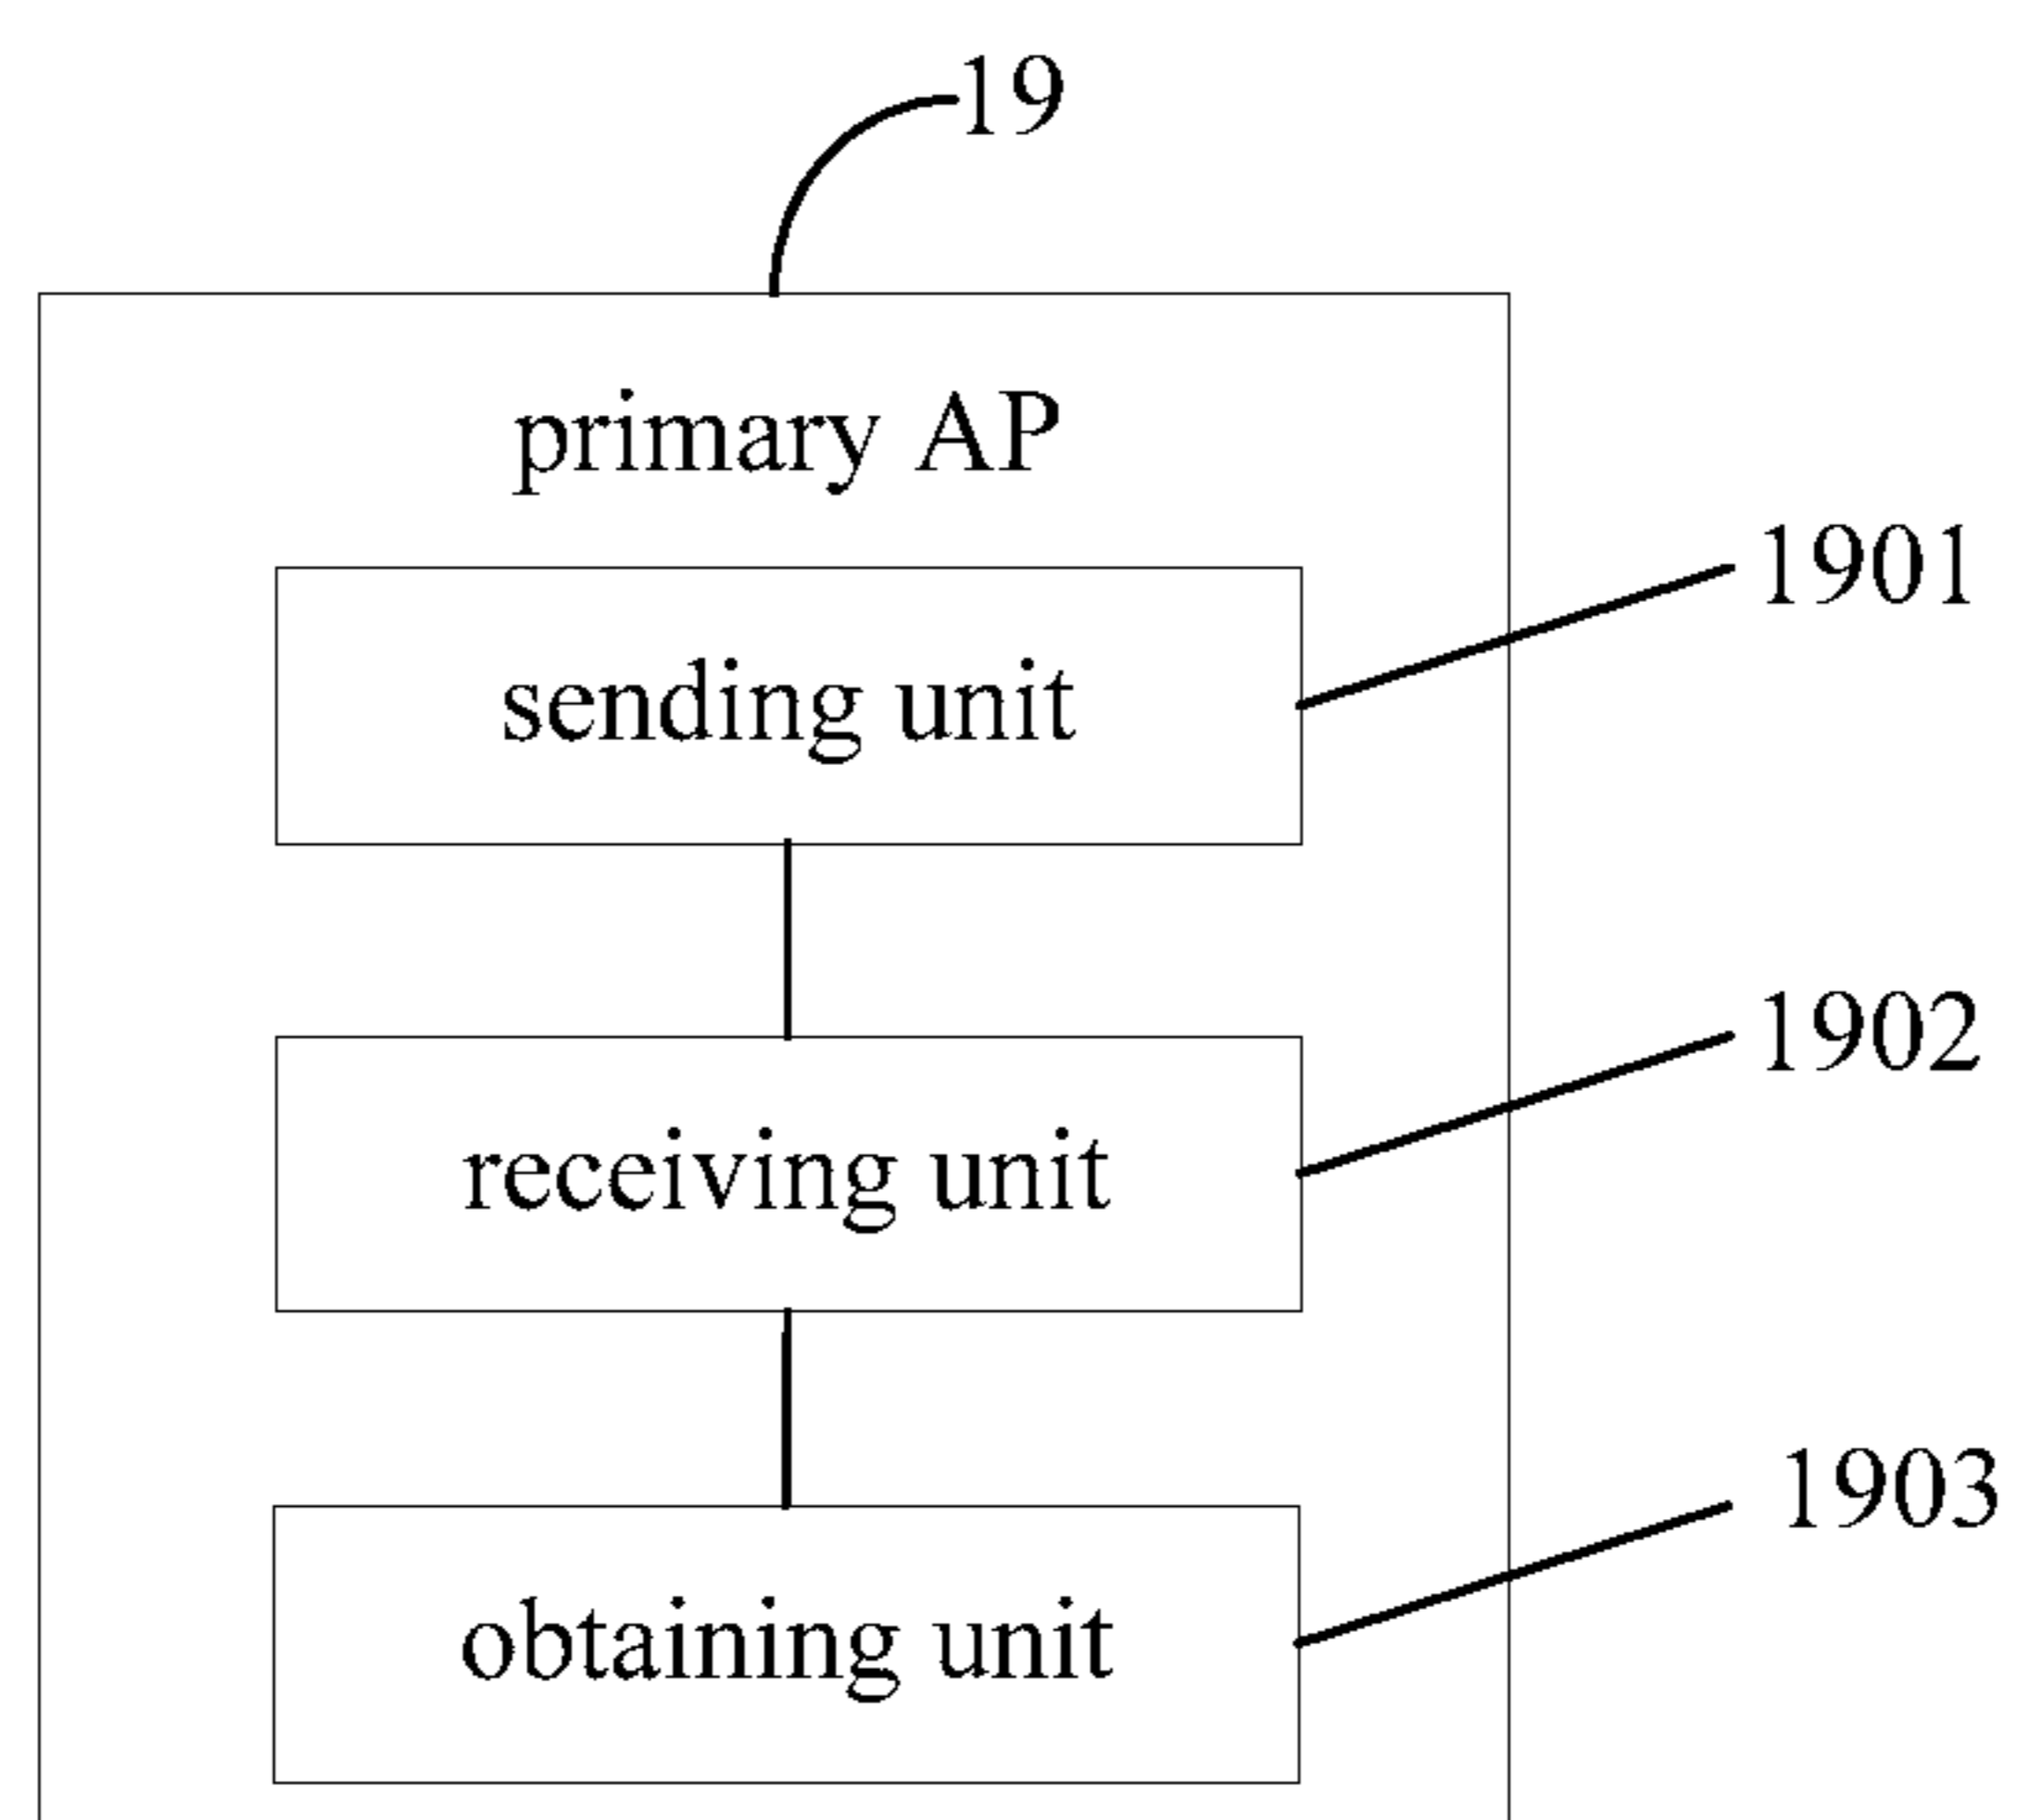 19
primary AP
1901
sending unit
1902
receiving unit
1903
obtaining unit